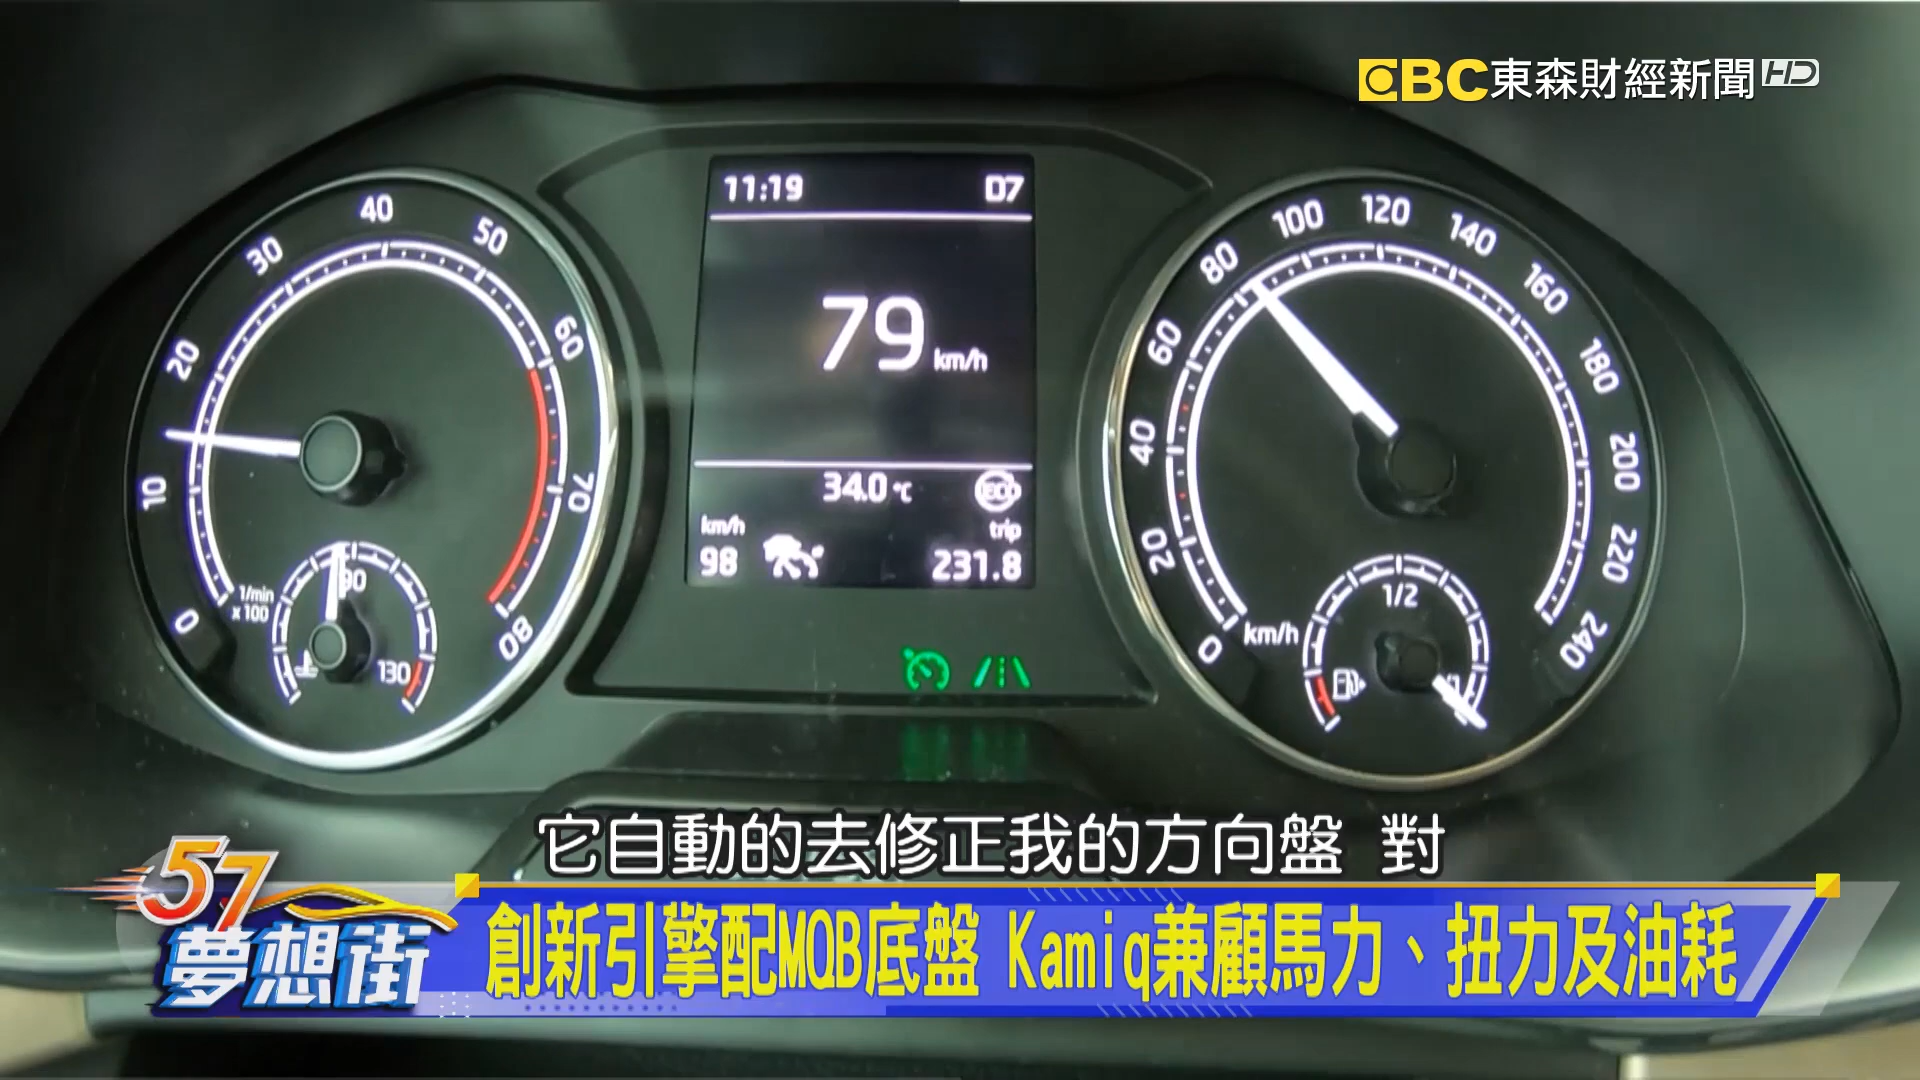 EBC東森財經新聞HD
11:19 D7
79 km/h
34.0 °C ECO
km/h trip
98 231.8
0 10 20 30 40 50 60 70 80
1/min
x 100
90 130
0 20 40 60 80 100 120 140 160 180 200 220 240
km/h
1/2
它自動的去修正我的方向盤 對
57
夢想街
創新引擎配MQB底盤 Kamiq兼顧馬力、扭力及油耗